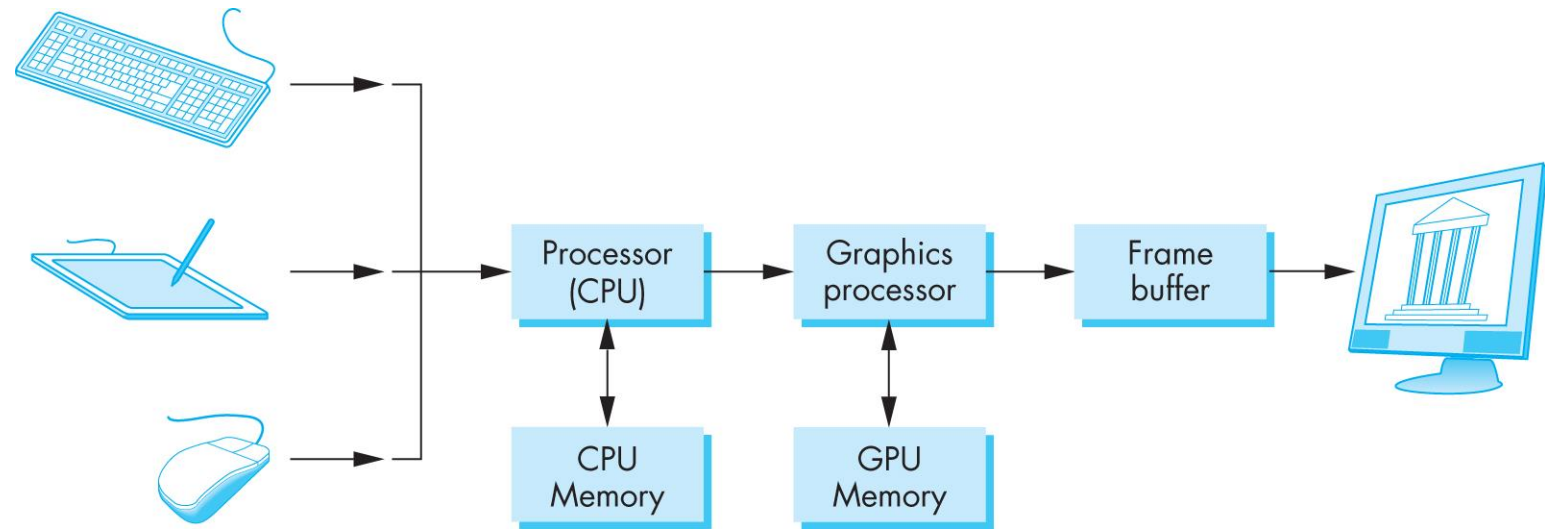 Processor
(CPU)
Graphics
processor
Frame
buffer
CPU
Memory
GPU
Memory